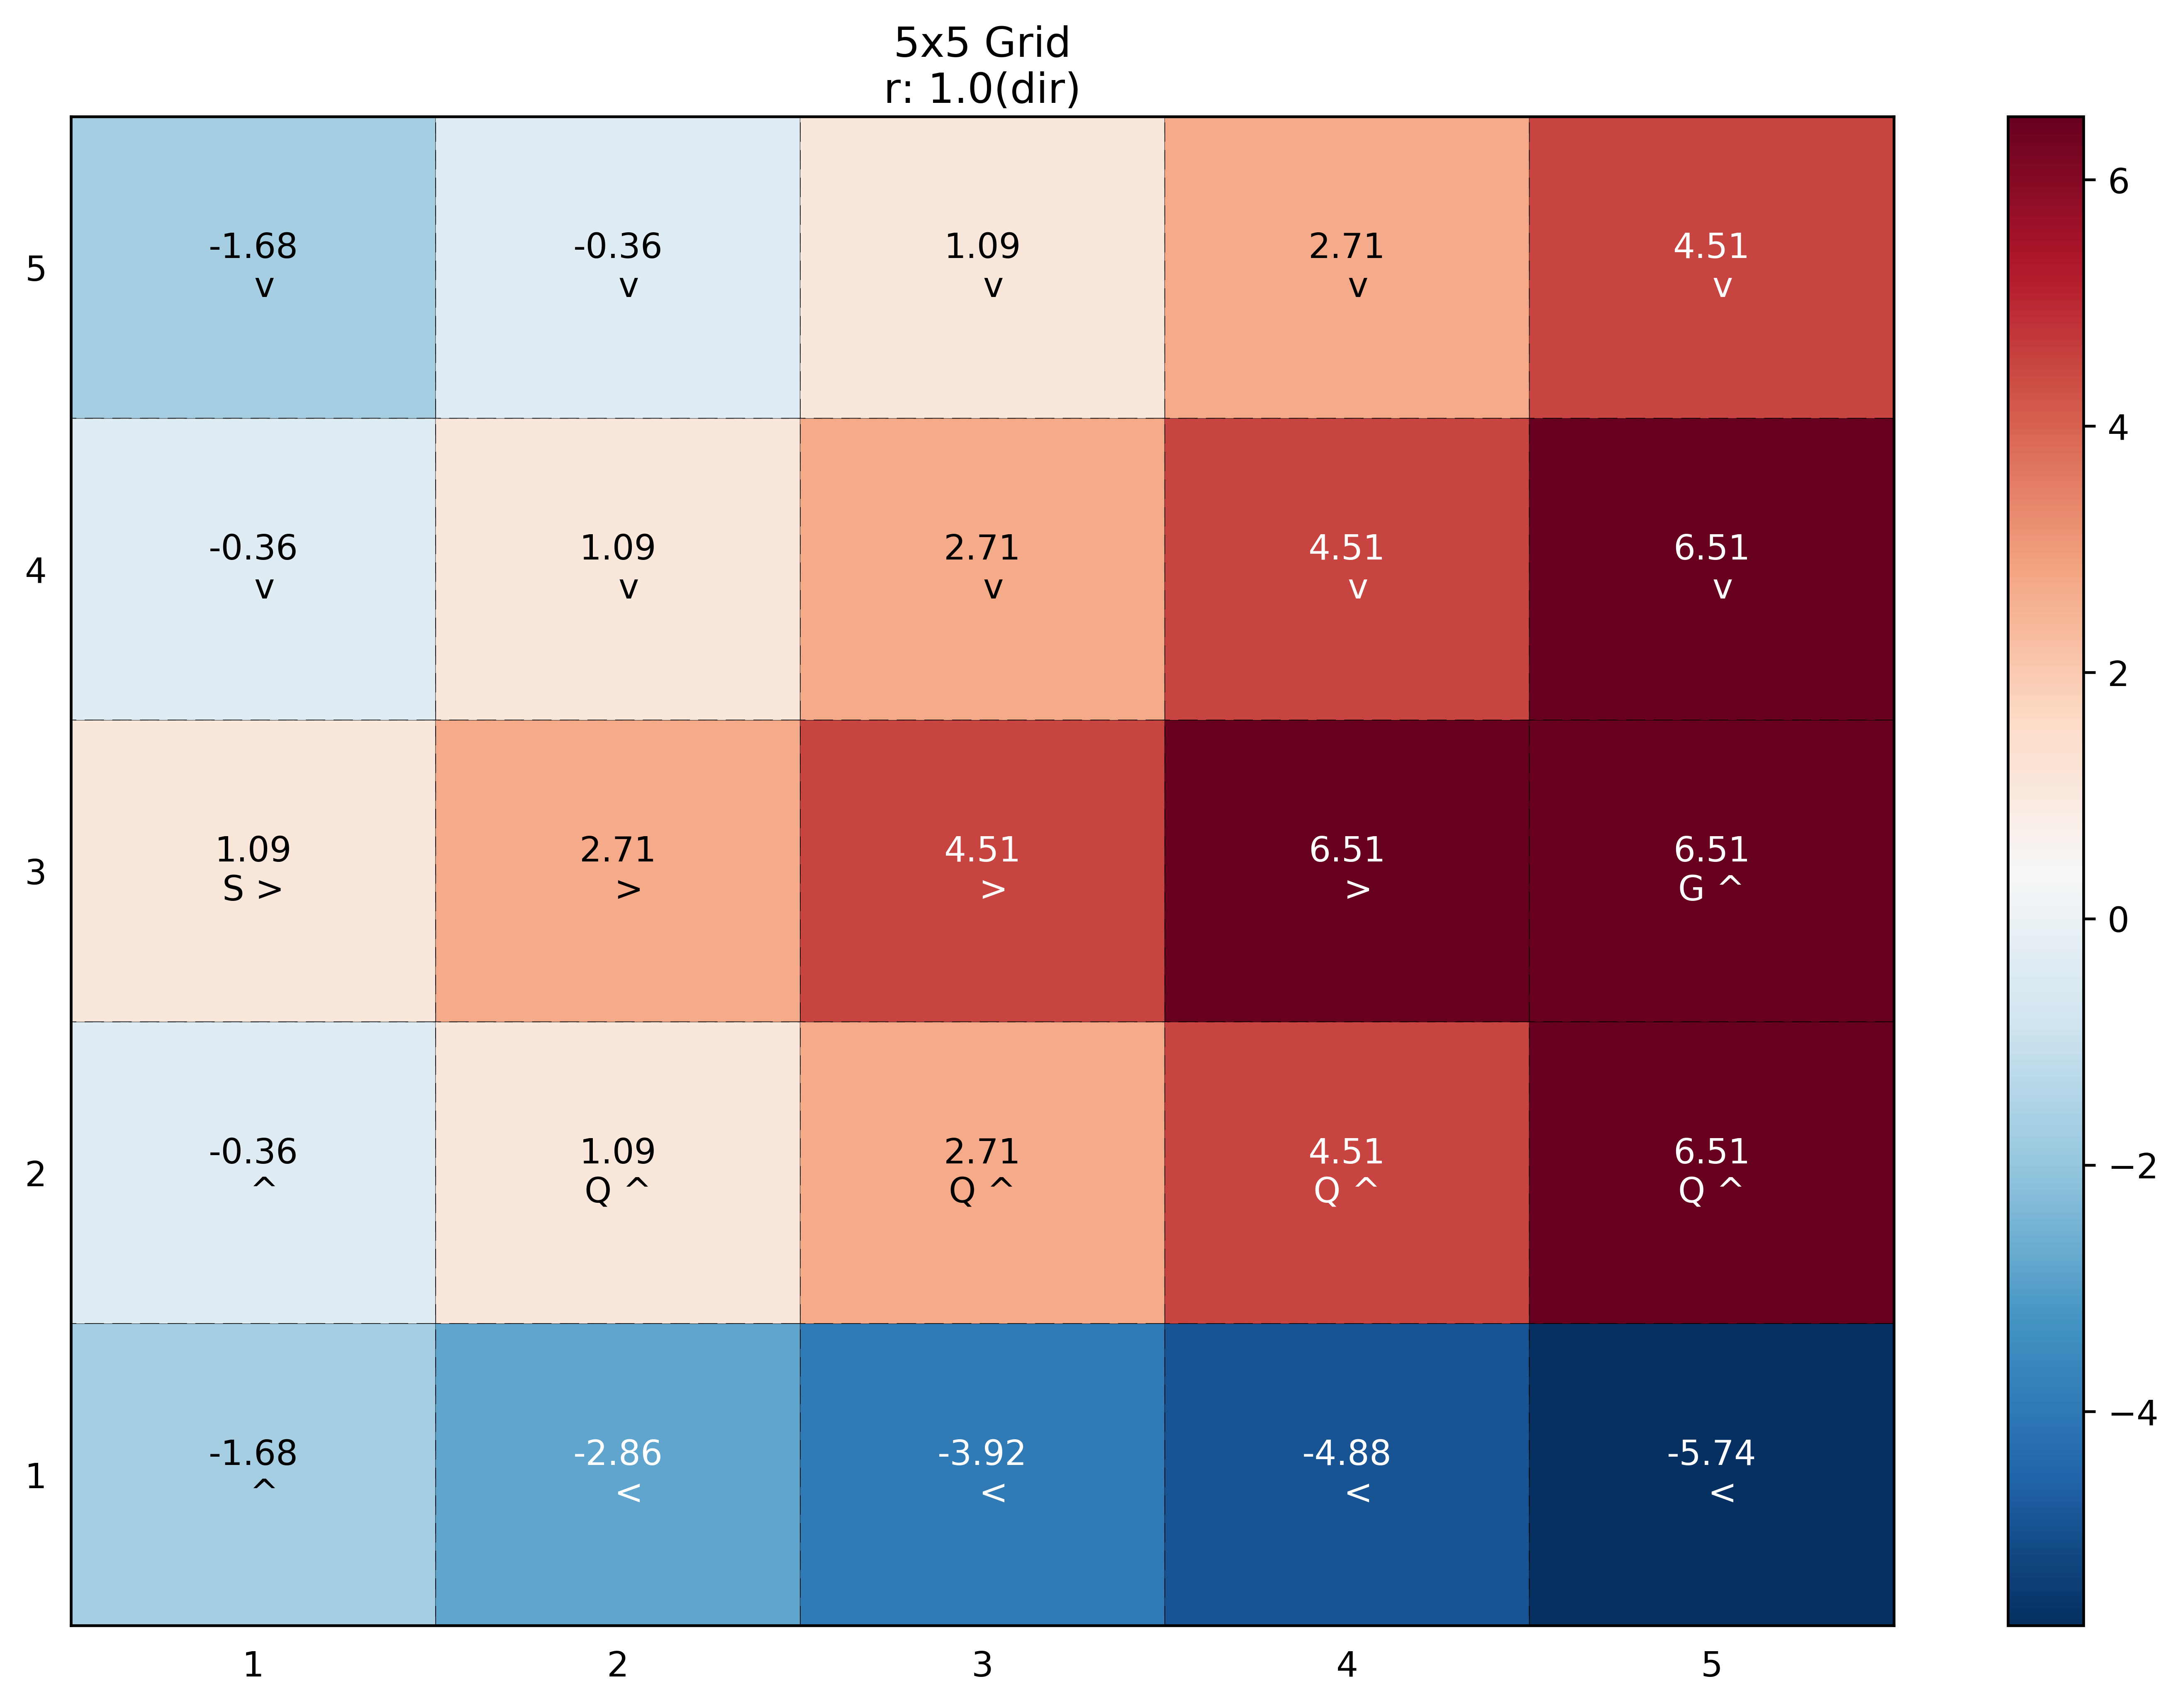 5x5 Grid
r: 1.0(dir)
5
-1.68
v
-0.36
v
1.09
v
2.71
v
4.51
v
4
-0.36
v
1.09
v
2.71
v
4.51
v
6.51
v
3
1.09
S >
2.71
>
4.51
>
6.51
>
6.51
G ^
2
-0.36
^
1.09
Q ^
2.71
Q ^
4.51
Q ^
6.51
Q ^
1
-1.68
^
-2.86
<
-3.92
<
-4.88
<
-5.74
<
1
2
3
4
5
6
4
2
0
−2
−4